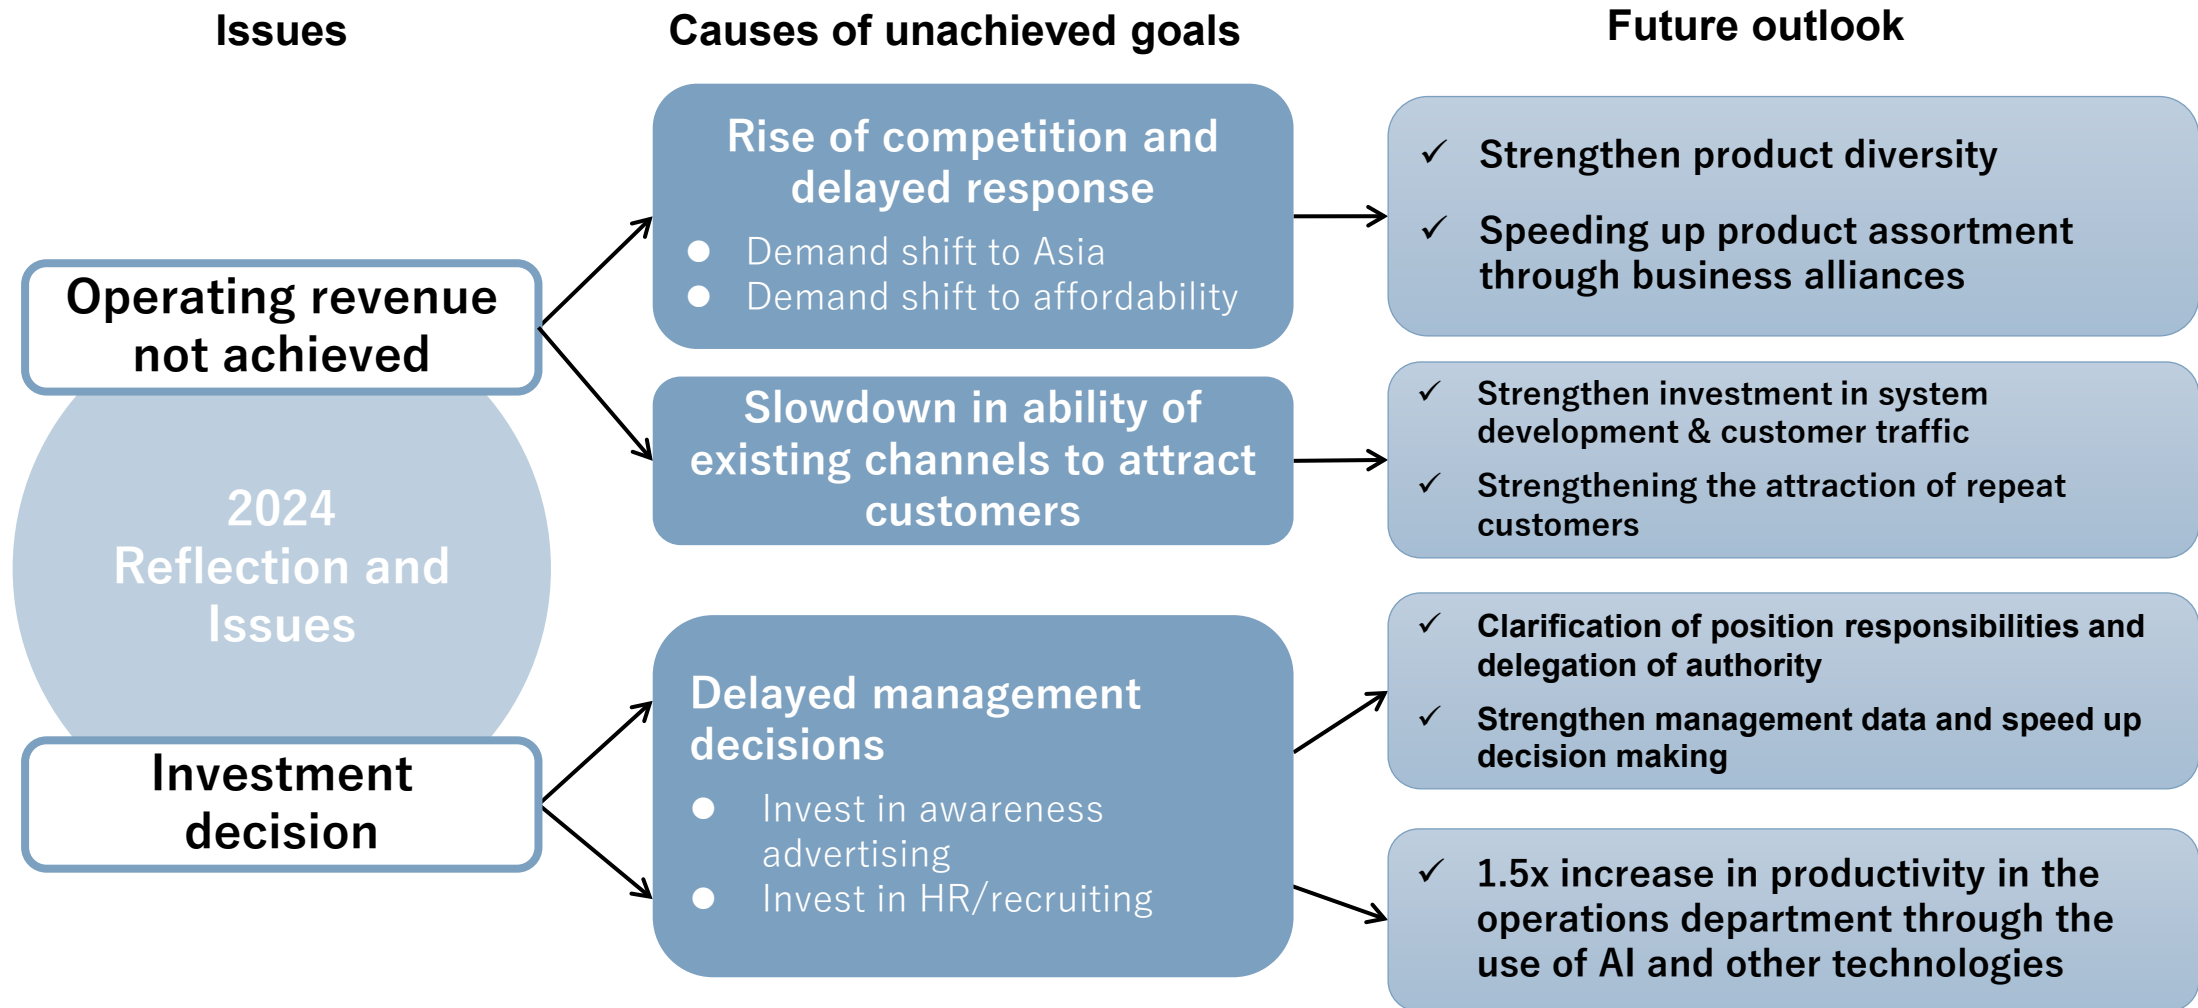 Issues
Causes of unachieved goals
Future outlook
Operating revenue
not achieved
2024
Reflection and
Issues
Investment
decision
Rise of competition and
delayed response
● Demand shift to Asia
● Demand shift to affordability
Slowdown in ability of
existing channels to attract
customers
Delayed management
decisions
● Invest in awareness
advertising
● Invest in HR/recruiting
✓ Strengthen product diversity
✓ Speeding up product assortment
through business alliances
✓ Strengthen investment in system
development & customer traffic
✓ Strengthening the attraction of repeat
customers
✓ Clarification of position responsibilities and
delegation of authority
✓ Strengthen management data and speed up
decision making
✓ 1.5x increase in productivity in the
operations department through the
use of AI and other technologies